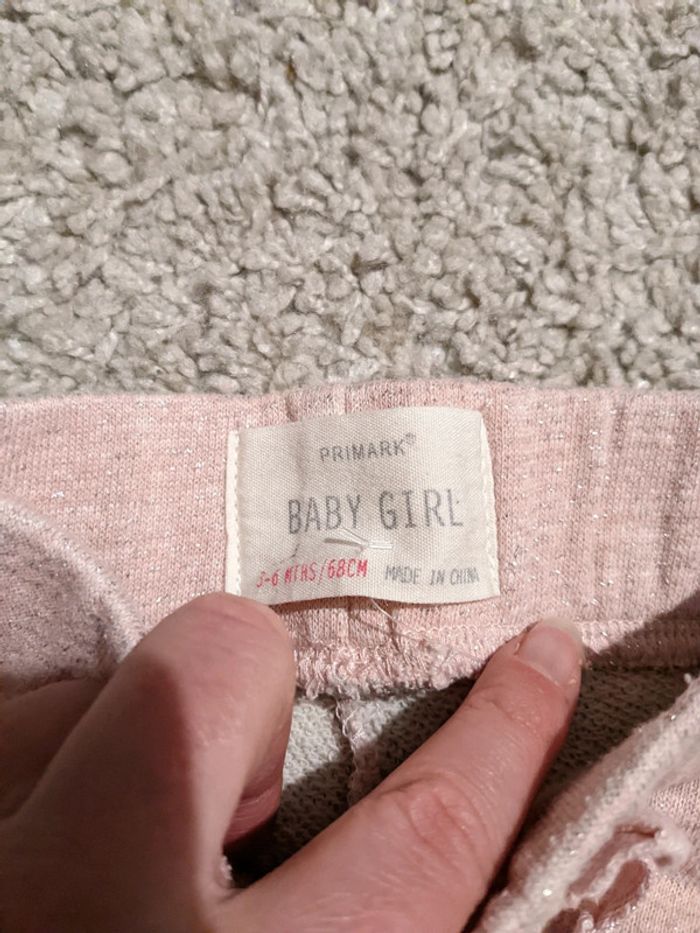 PRIMARK®
BABY GIRL
3-6 MTHS/68CM MADE IN CHINA